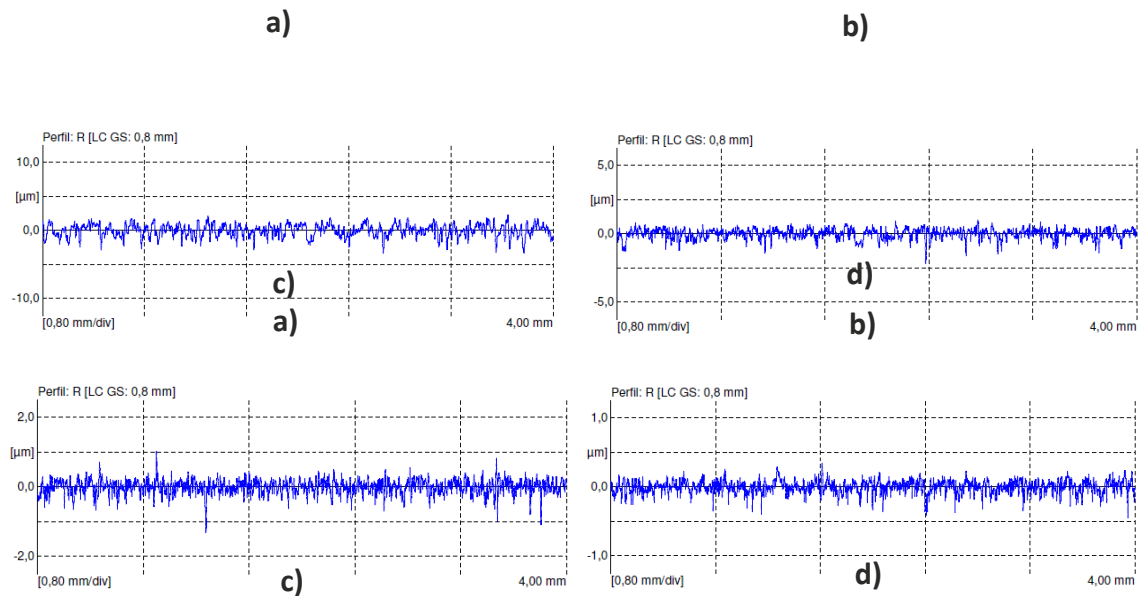 a) b)
Perfil: R [LC GS: 0,8 mm] Perfil: R [LC GS: 0,8 mm]
10,0 5,0
[µm] [µm]
0,0 0,0
c) d)
-10,0 -5,0
[0,80 mm/div] a) 4,00 mm [0,80 mm/div] b) 4,00 mm
Perfil: R [LC GS: 0,8 mm] Perfil: R [LC GS: 0,8 mm]
2,0 1,0
[µm] [µm]
0,0 0,0
-2,0 -1,0
[0,80 mm/div] c) 4,00 mm [0,80 mm/div] d) 4,00 mm